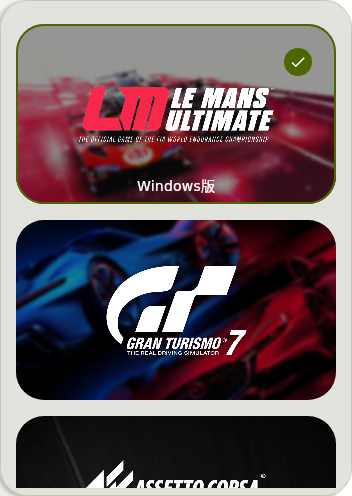 LM LE MANS
ULTIMATE
THE OFFICIAL GAME OF THE FIA WORLD ENDURANCE CHAMPIONSHIP
Windows版
GRAN TURISMO 7
THE REAL DRIVING SIMULATOR
ASSETTO CORSA